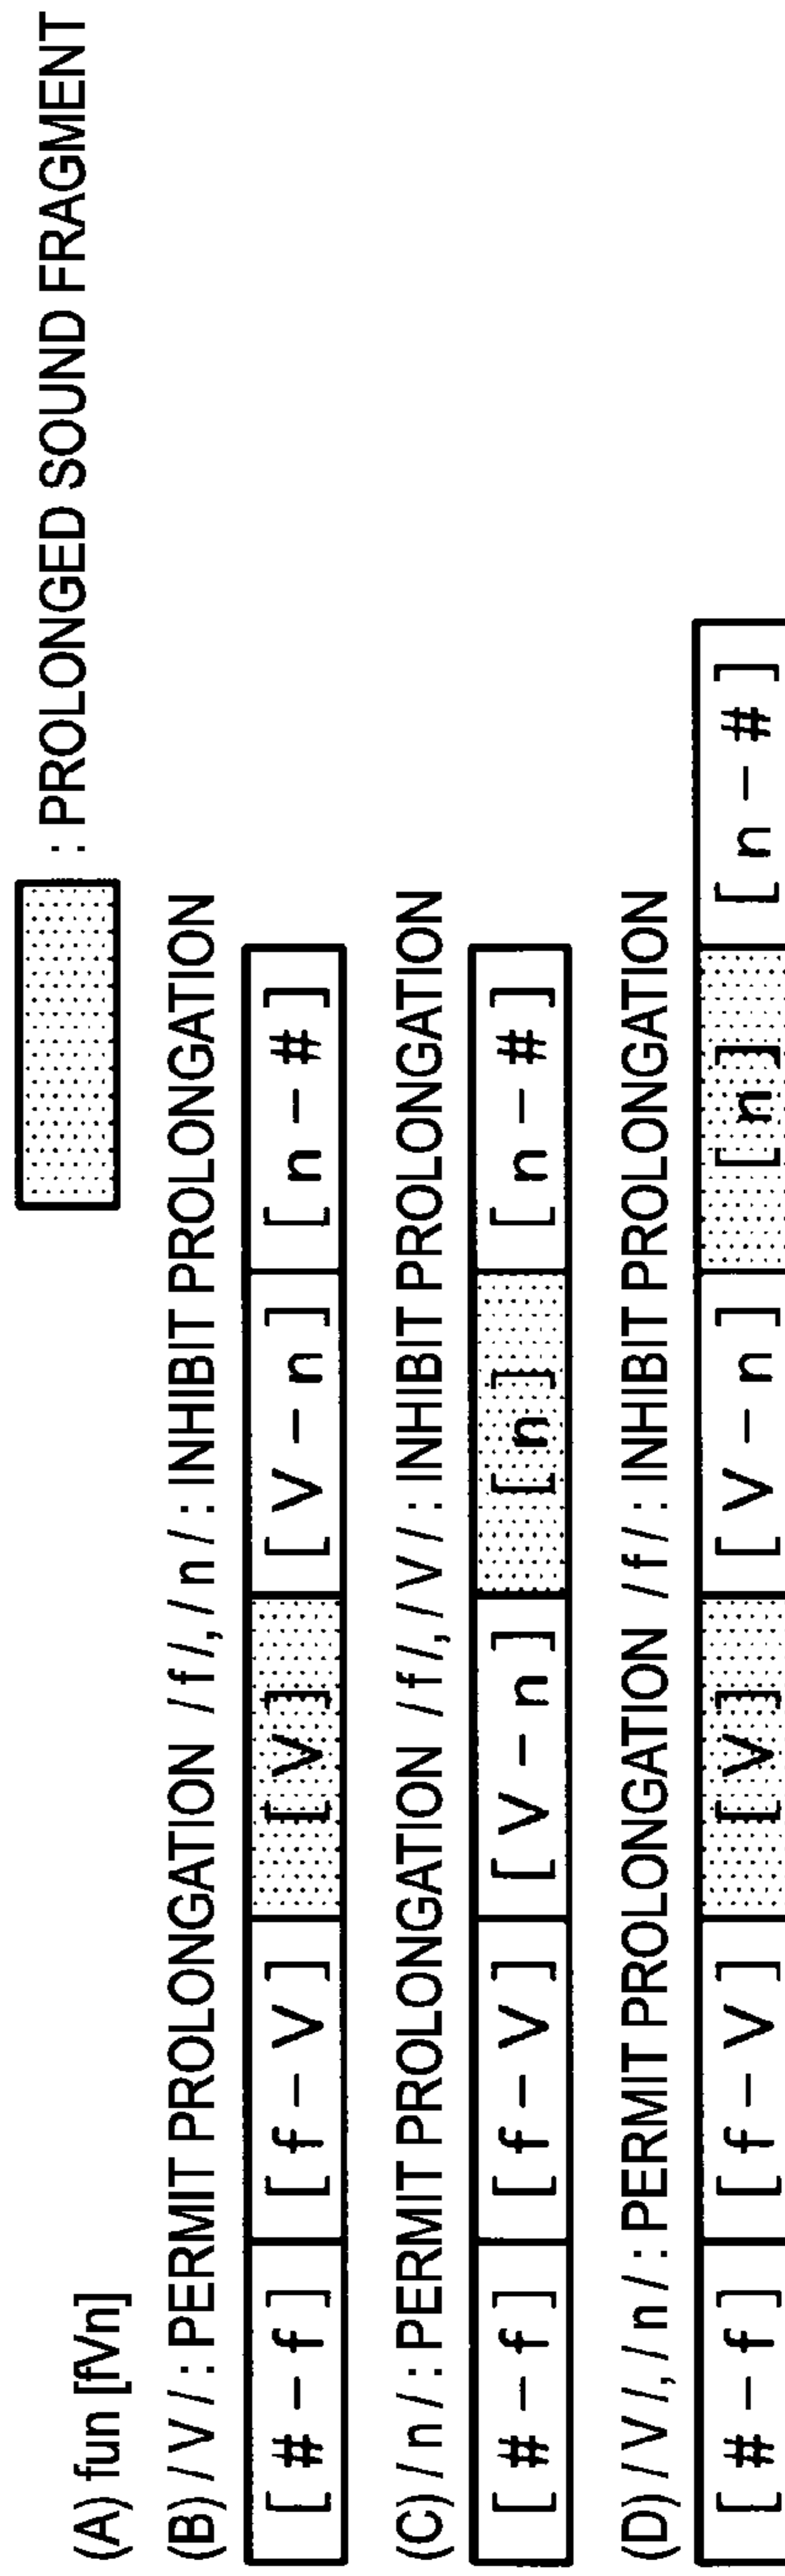 : PROLONGED SOUND FRAGMENT
(A) fun [fVn]
(B) / V / : PERMIT PROLONGATION / f /, / n / : INHIBIT PROLONGATION
[ # – f ] [ f – V ] [ V ] [ V – n ] [ n – # ]
(C) / n / : PERMIT PROLONGATION / f /, / V / : INHIBIT PROLONGATION
[ # – f ] [ f – V ] [ V – n ] [ n ] [ n – # ]
(D) / V /, / n / : PERMIT PROLONGATION / f / : INHIBIT PROLONGATION
[ # – f ] [ f – V ] [ V ] [ V – n ] [ n ] [ n – # ]